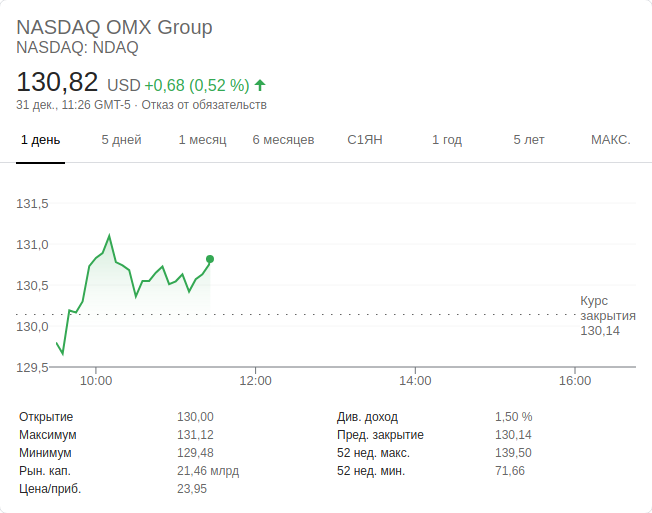 NASDAQ OMX Group
NASDAQ: NDAQ
130,82 USD +0,68 (0,52 %)
31 дек., 11:26 GMT-5 · Отказ от обязательств
1 день 5 дней 1 месяц 6 месяцев С1ЯН 1 год 5 лет МАКС.
131,5
131,0
130,5
130,0
129,5
Курс
закрытия
130,14
10:00 12:00 14:00 16:00
Открытие 130,00 Див. доход 1,50 %
Максимум 131,12 Пред. закрытие 130,14
Минимум 129,48 52 нед. макс. 139,50
Рын. кап. 21,46 млрд 52 нед. мин. 71,66
Цена/приб. 23,95